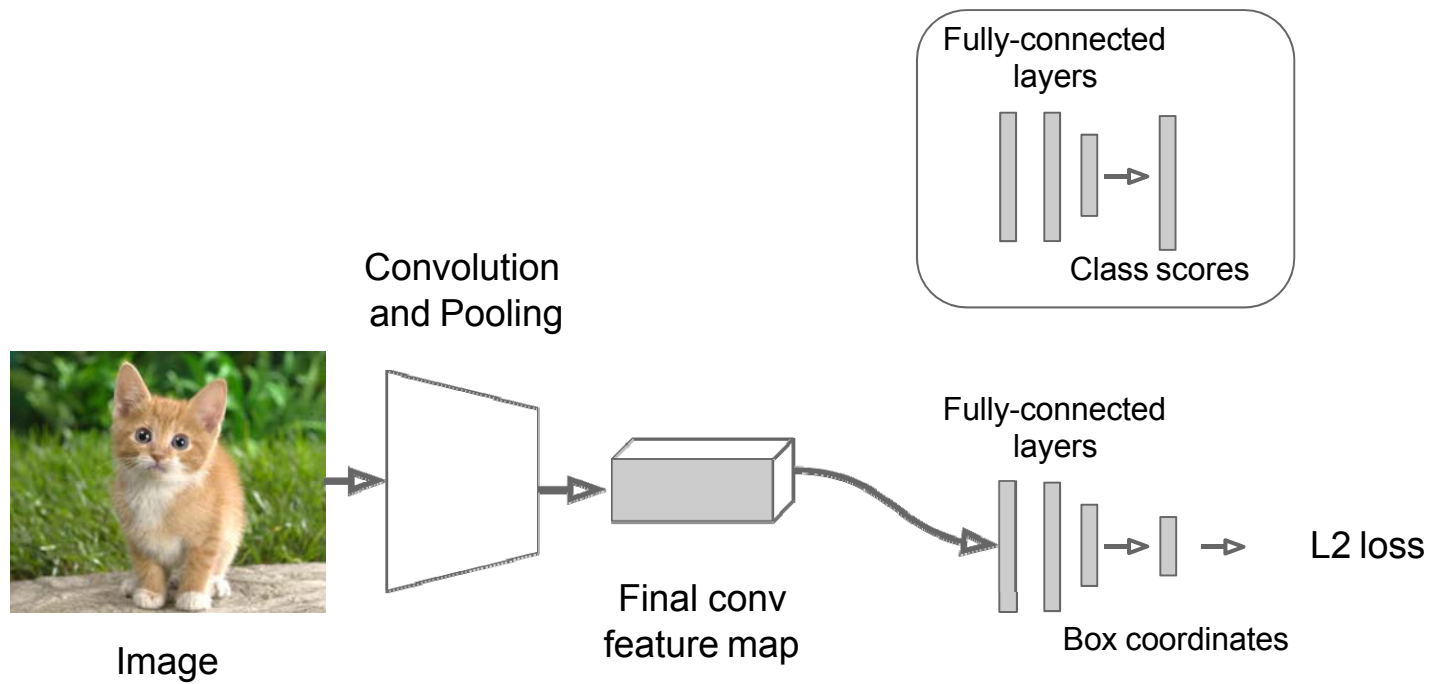 Fully-connected
layers
Class scores
Convolution
and Pooling
Fully-connected
layers
L2 loss
Final conv
feature map
Box coordinates
Image